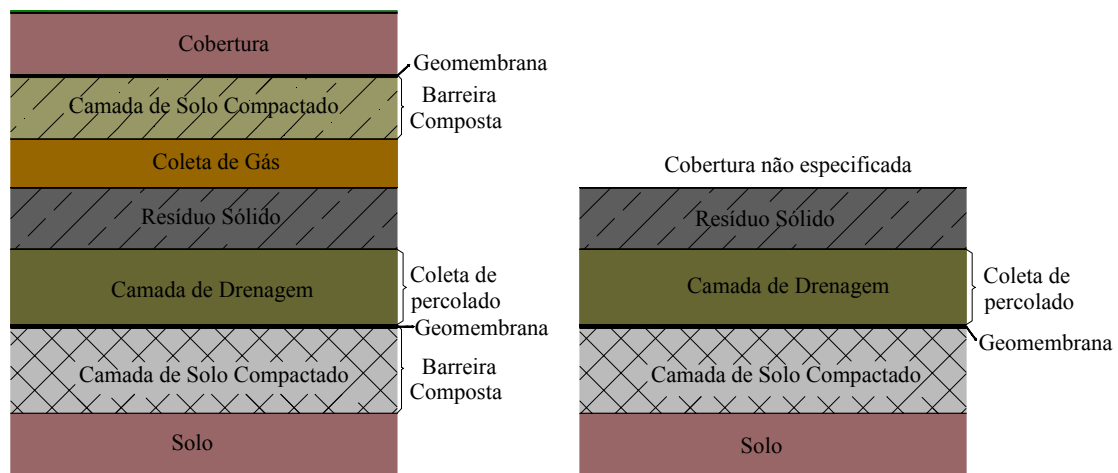 Cobertura
Geomembrana
Camada de Solo Compactado
Barreira
Composta
Coleta de Gás
Resíduo Sólido
Camada de Drenagem
Coleta de
percolado
Geomembrana
Camada de Solo Compactado
Barreira
Composta
Solo
Cobertura não especificada
Resíduo Sólido
Camada de Drenagem
Coleta de
percolado
Geomembrana
Camada de Solo Compactado
Solo